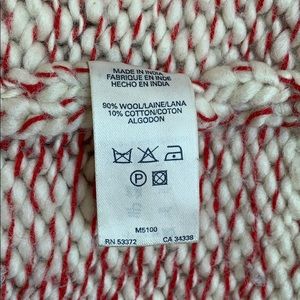 MADE IN INDIA
FABRIQUE EN INDE
HECHO EN INDIA
90% WOOL/LAINE/LANA
10% COTTON/COTON
ALGODON
M5100
RN 53372 CA 34338